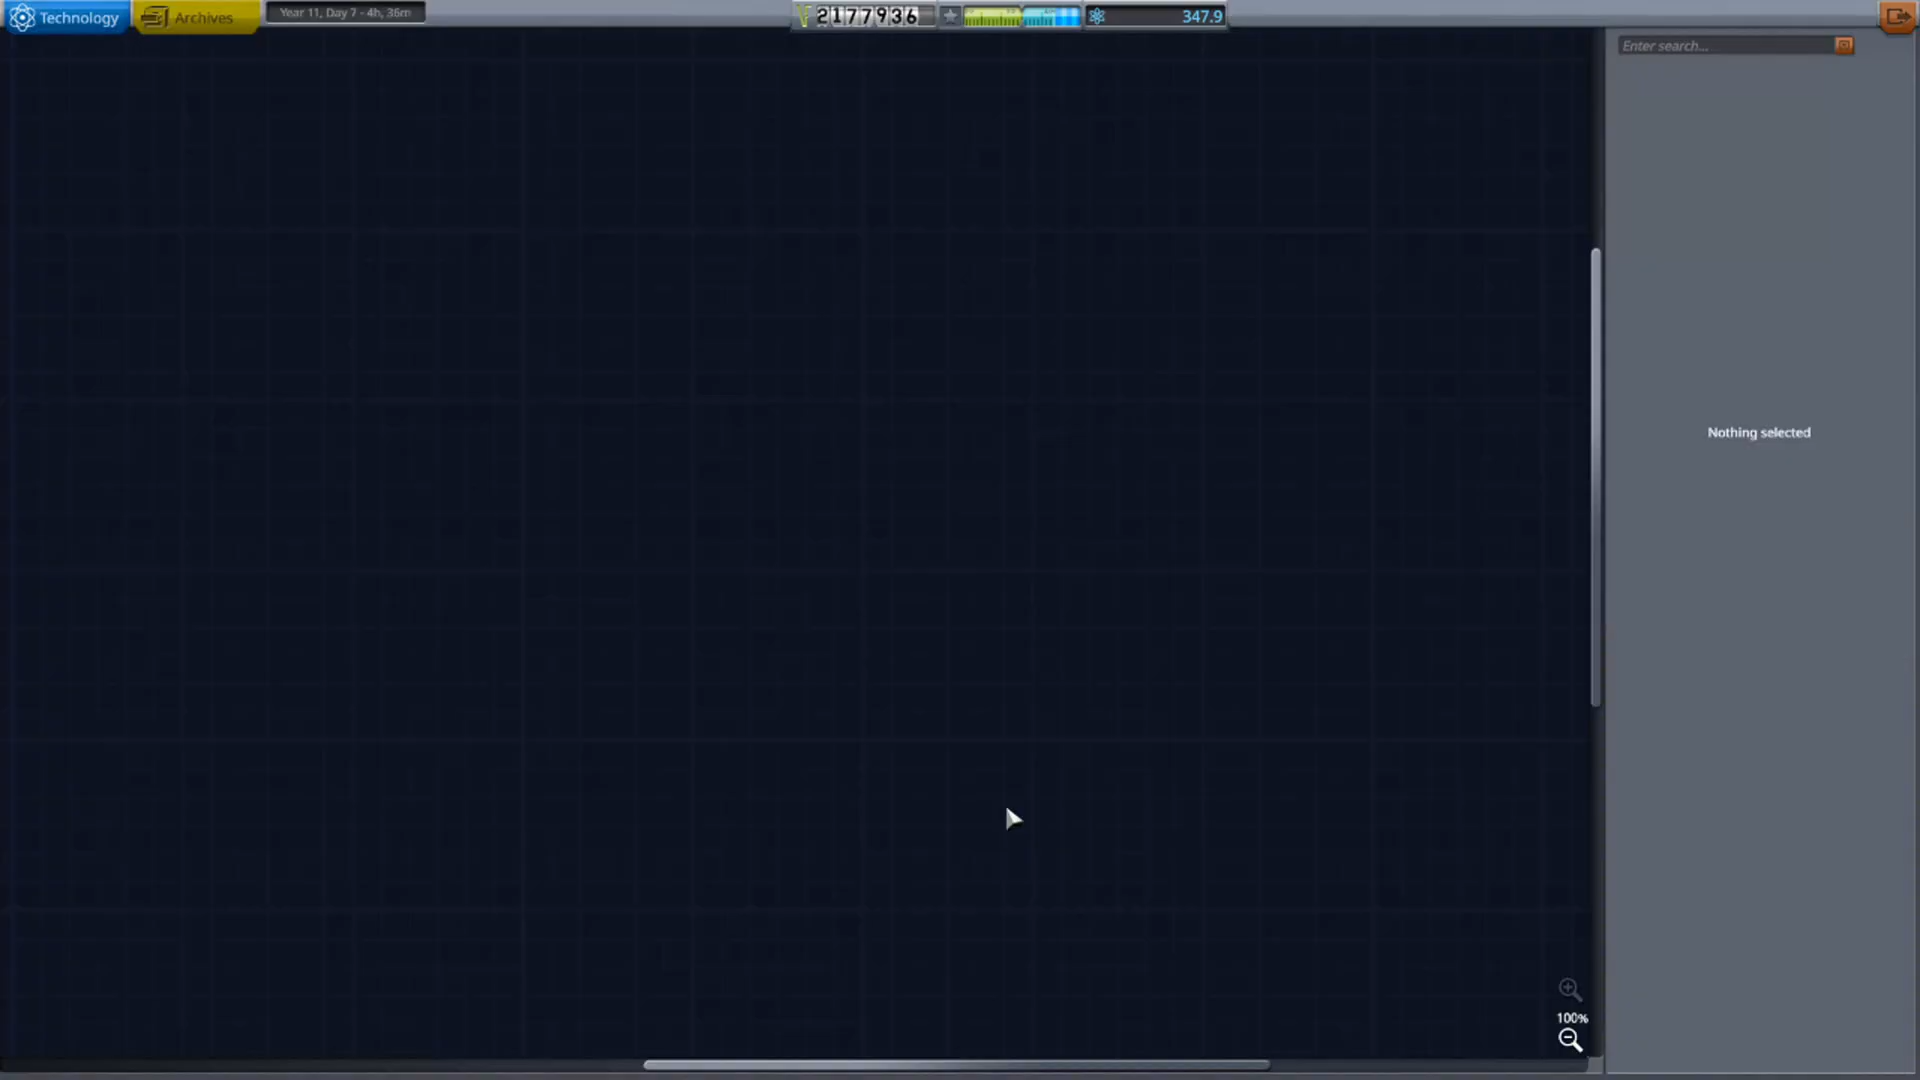 Technology
Archives
Year 11, Day 7 - 4h, 36m
2177936
347.9
Enter search...
Nothing selected
100%